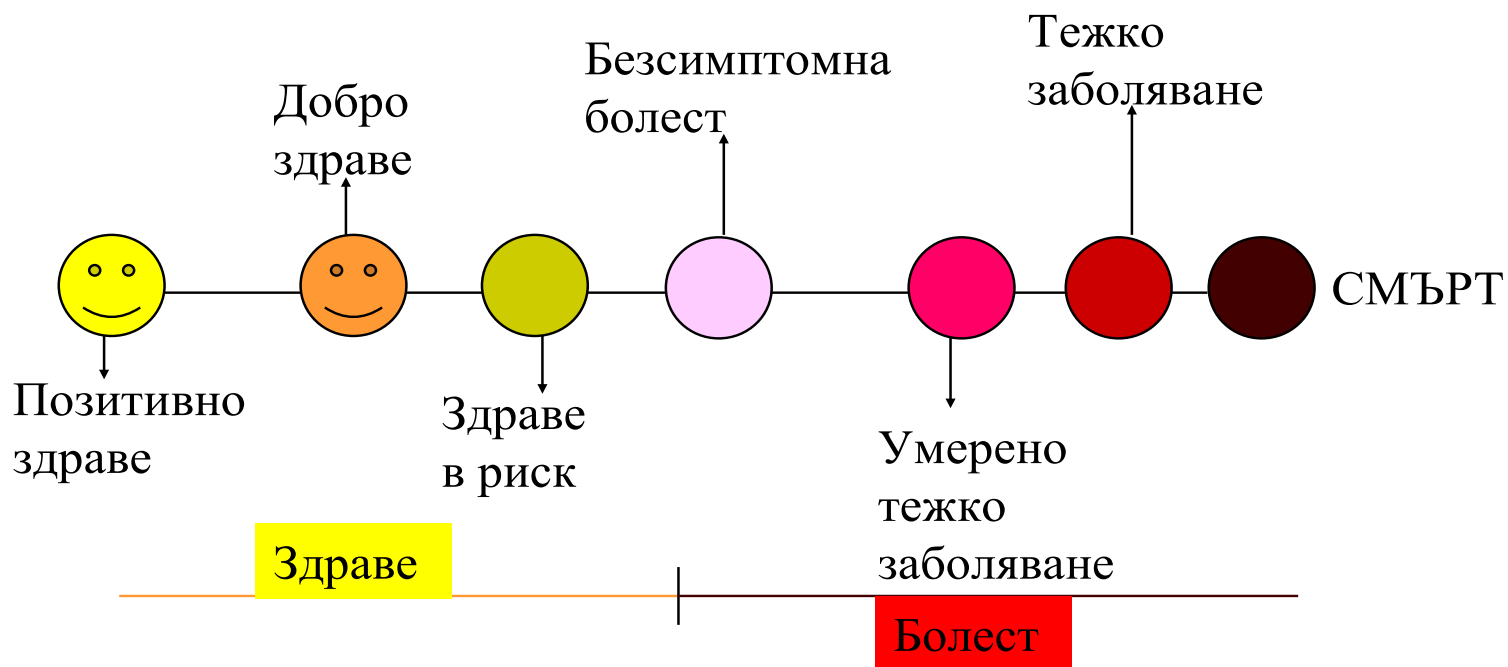 Тежко
заболяване
Безсимптомна
болест
Добро
здраве
СМЪРТ
Позитивно
здраве
Здраве
в риск
Умерено
тежко
заболяване
Здраве
Болест